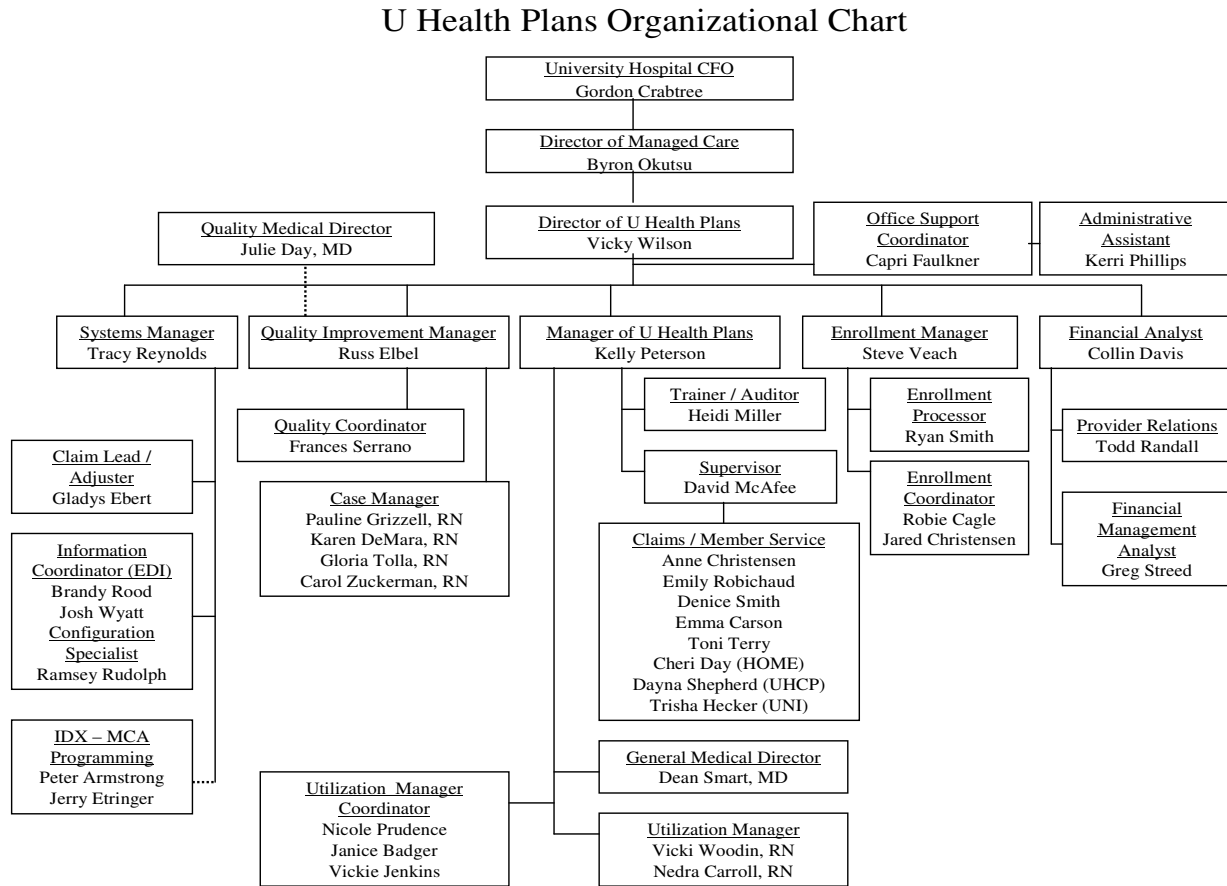 U Health Plans Organizational Chart
University Hospital CFO
Gordon Crabtree
Director of Managed Care
Byron Okutsu
Director of U Health Plans
Vicky Wilson
Office Support
Coordinator
Capri Faulkner
Administrative
Assistant
Kerri Phillips
Quality Medical Director
Julie Day, MD
Systems Manager
Tracy Reynolds
Quality Improvement Manager
Russ Elbel
Manager of U Health Plans
Kelly Peterson
Enrollment Manager
Steve Veach
Financial Analyst
Collin Davis
Claim Lead /
Adjuster
Gladys Ebert
Information
Coordinator (EDI)
Brandy Rood
Josh Wyatt
Configuration
Specialist
Ramsey Rudolph
IDX – MCA
Programming
Peter Armstrong
Jerry Etringer
Quality Coordinator
Frances Serrano
Case Manager
Pauline Grizzell, RN
Karen DeMara, RN
Gloria Tolla, RN
Carol Zuckerman, RN
Utilization Manager
Coordinator
Nicole Prudence
Janice Badger
Vickie Jenkins
Trainer / Auditor
Heidi Miller
Supervisor
David McAfee
Claims / Member Service
Anne Christensen
Emily Robichaud
Denice Smith
Emma Carson
Toni Terry
Cheri Day (HOME)
Dayna Shepherd (UHCP)
Trisha Hecker (UNI)
General Medical Director
Dean Smart, MD
Utilization Manager
Vicki Woodin, RN
Nedra Carroll, RN
Enrollment
Processor
Ryan Smith
Enrollment
Coordinator
Robie Cagle
Jared Christensen
Provider Relations
Todd Randall
Financial
Management
Analyst
Greg Streed